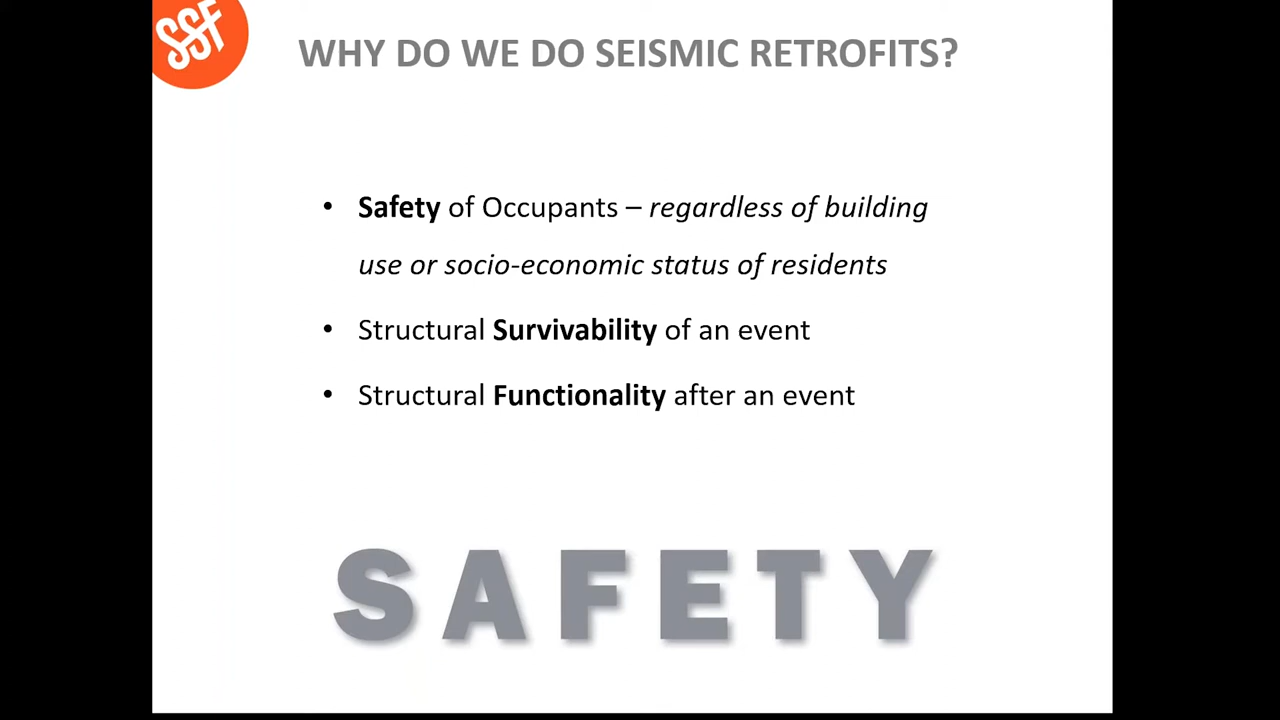 SSF
WHY DO WE DO SEISMIC RETROFITS?
• Safety of Occupants – regardless of building
use or socio-economic status of residents
• Structural Survivability of an event
• Structural Functionality after an event
SAFETY